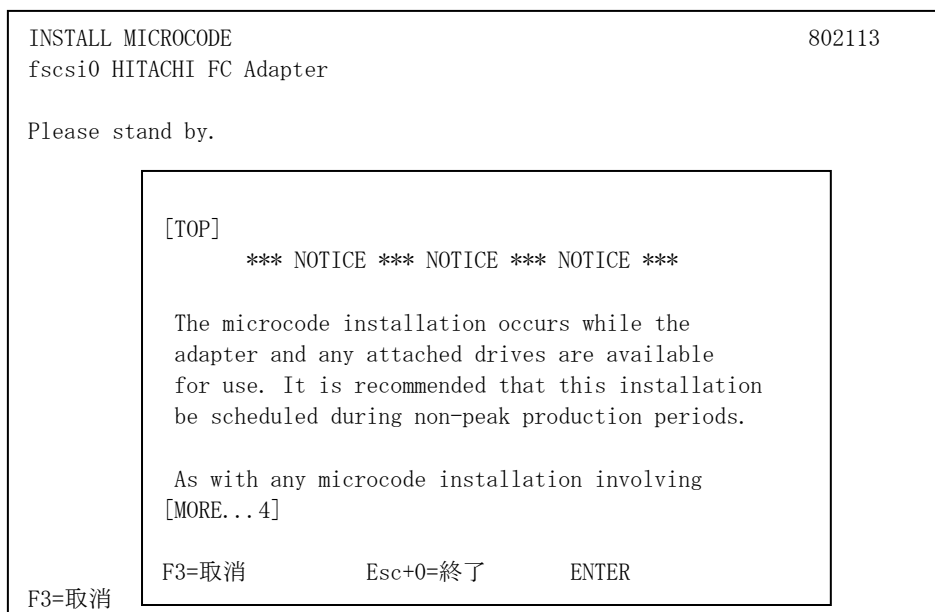 INSTALL MICROCODE 802113
fscsi0 HITACHI FC Adapter
Please stand by.
[TOP]
*** NOTICE *** NOTICE *** NOTICE ***
The microcode installation occurs while the
adapter and any attached drives are available
for use. It is recommended that this installation
be scheduled during non-peak production periods.
As with any microcode installation involving
[MORE...4]
F3=取消 Esc+0=終了 ENTER
F3=取消